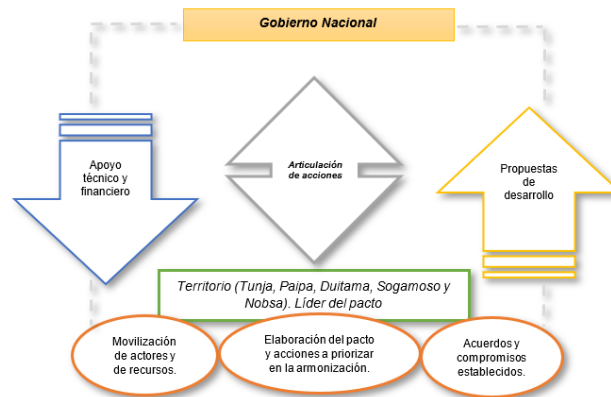 Gobierno Nacional
Apoyo
técnico y
financiero
Articulación
de acciones
Propuestas
de
desarrollo
Territorio (Tunja, Paipa, Duitama, Sogamoso y
Nobsa). Líder del pacto
Movilización
de actores y
de recursos.
Elaboración del pacto
y acciones a priorizar
en la armonización.
Acuerdos y
compromisos
establecidos.